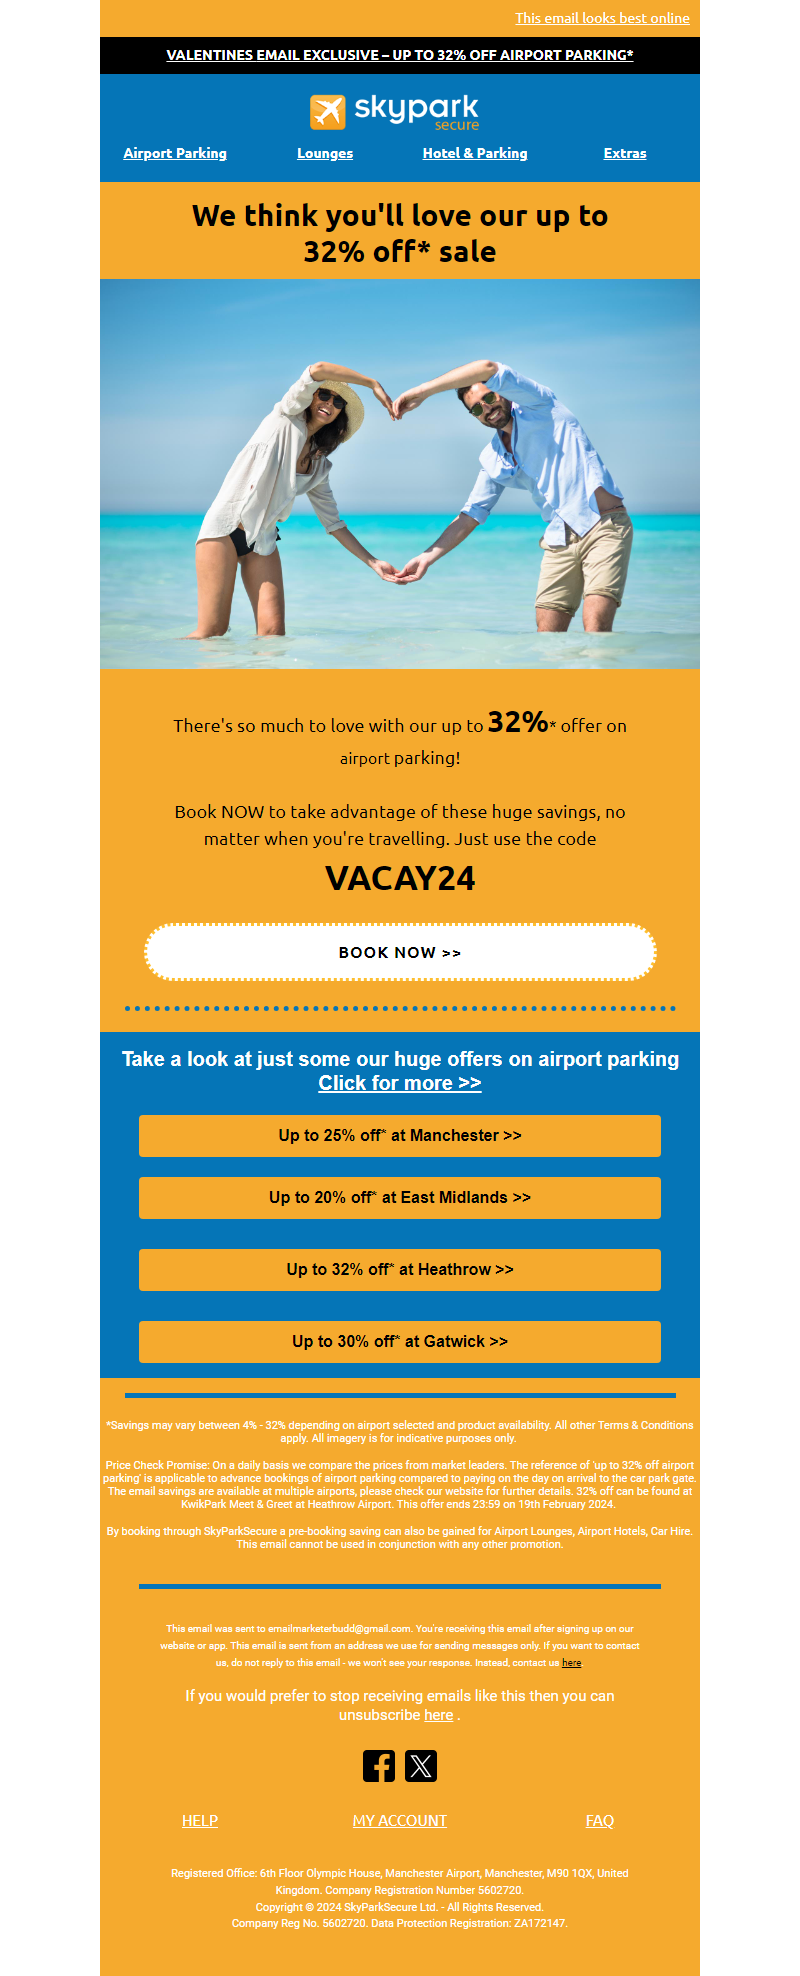 This email looks best online
VALENTINES EMAIL EXCLUSIVE – UP TO 32% OFF AIRPORT PARKING*
skypark
secure
Airport Parking Lounges Hotel & Parking Extras
We think you'll love our up to
32% off* sale
There's so much to love with our up to 32%* offer on
airport parking!
Book NOW to take advantage of these huge savings, no
matter when you're travelling. Just use the code
VACAY24
BOOK NOW >>
Take a look at just some our huge offers on airport parking
Click for more >>
Up to 25% off* at Manchester >>
Up to 20% off* at East Midlands >>
Up to 32% off* at Heathrow >>
Up to 30% off* at Gatwick >>
*Savings may vary between 4% - 32% depending on airport selected and product availability. All other Terms & Conditions
apply. All imagery is for indicative purposes only.
Price Check Promise: On a daily basis we compare the prices from market leaders. The reference of 'up to 32% off airport
parking' is applicable to advance bookings of airport parking compared to paying on the day on arrival to the car park gate.
The email savings are available at multiple airports, please check our website for further details. 32% off can be found at
KwikPark Meet & Greet at Heathrow Airport. This offer ends 23:59 on 19th February 2024.
By booking through SkyParkSecure a pre-booking saving can also be gained for Airport Lounges, Airport Hotels, Car Hire.
This email cannot be used in conjunction with any other promotion.
This email was sent to emailmarketerbudd@gmail.com. You're receiving this email after signing up on our
website or app. This email is sent from an address we use for sending messages only. If you want to contact
us, do not reply to this email - we won't see your response. Instead, contact us here
If you would prefer to stop receiving emails like this then you can
unsubscribe here .
HELP MY ACCOUNT FAQ
Registered Office: 6th Floor Olympic House, Manchester Airport, Manchester, M90 1QX, United
Kingdom. Company Registration Number 5602720.
Copyright © 2024 SkyParkSecure Ltd. - All Rights Reserved.
Company Reg No. 5602720. Data Protection Registration: ZA172147.